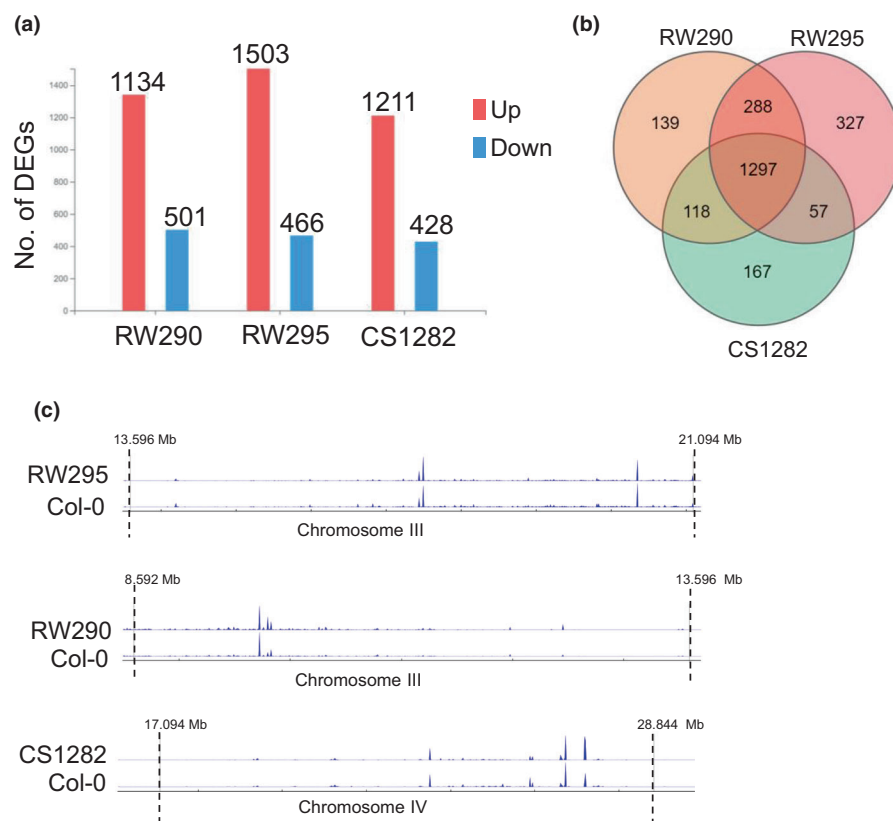 (a)
1134
1503
1211
501
466
428
1400
1200
1000
800
600
400
200
0
No. of DEGs
RW290
RW295
CS1282
Up
Down
(b)
RW290
RW295
139
288
327
1297
118
57
167
CS1282
(c)
13.596 Mb
21.094 Mb
RW295
Col-0
Chromosome III
8.592 Mb
13.596 Mb
RW290
Col-0
Chromosome III
17.094 Mb
28.844 Mb
CS1282
Col-0
Chromosome IV